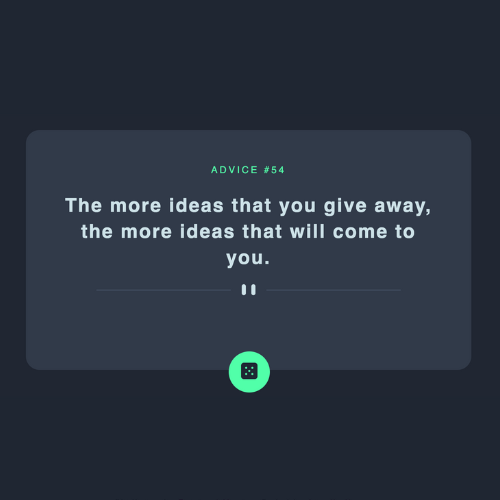 ADVICE #54
The more ideas that you give away,
the more ideas that will come to
you.